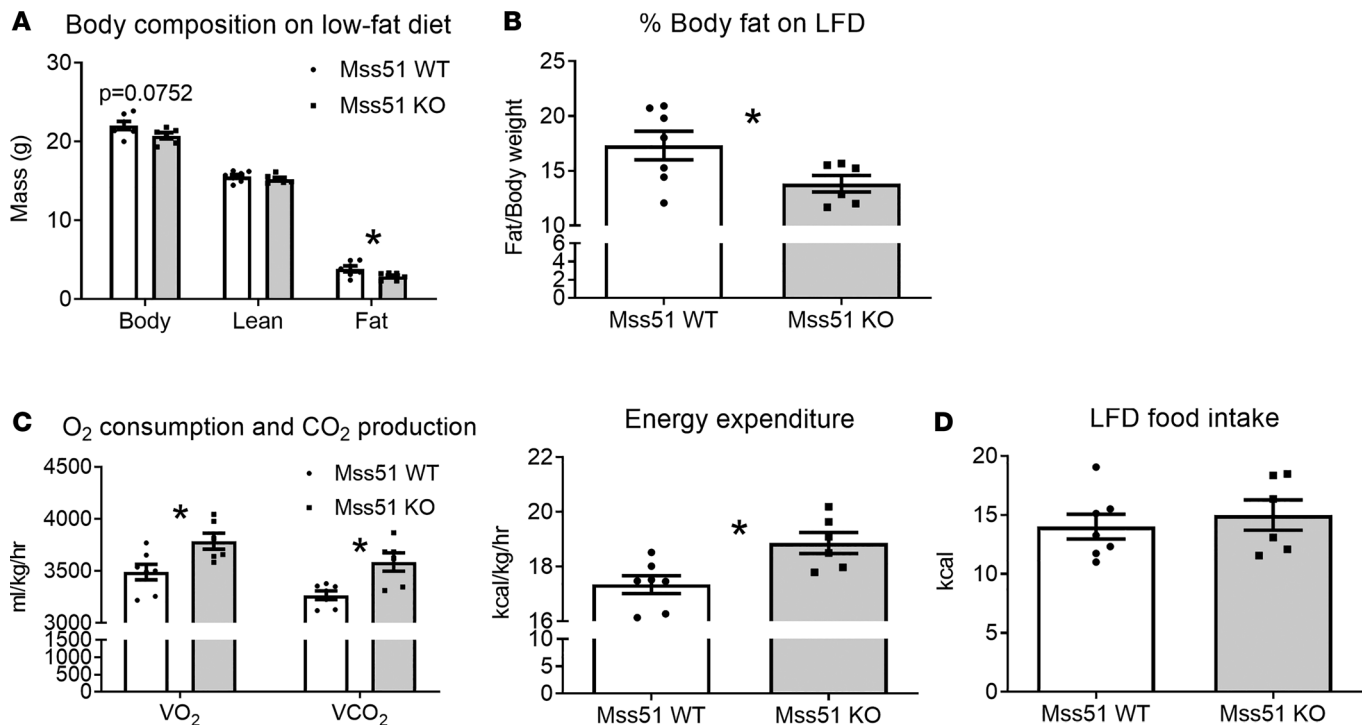 A
Body composition on low-fat diet
Mss51 WT
Mss51 KO
p=0.0752
*
Mass (g)
30
20
10
0
Body
Lean
Fat
B
% Body fat on LFD
*
Fat/Body weight
25
20
15
10
6
4
2
0
Mss51 WT
Mss51 KO
C
O₂ consumption and CO₂ production
Mss51 WT
Mss51 KO
*
*
ml/kg/hr
4500
4000
3500
3000
1500
1000
500
0
VO₂
VCO₂
Energy expenditure
*
kcal/kg/hr
22
20
18
16
10
5
0
Mss51 WT
Mss51 KO
D
LFD food intake
kcal
20
15
10
5
0
Mss51 WT
Mss51 KO